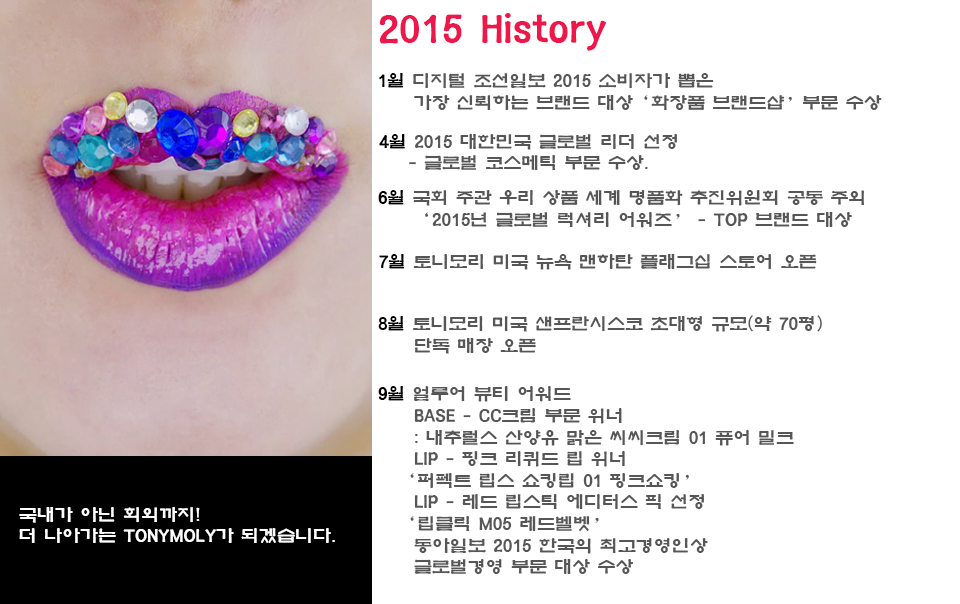 2015 History
1월 디지털 조선일보 2015 소비자가 뽑은
가장 신뢰하는 브랜드 대상 ‘화장품 브랜드샵’ 부문 수상
4월 2015 대한민국 글로벌 리더 선정
- 글로벌 코스메틱 부문 수상.
6월 국회 주관 우리 상품 세계 명품화 추진위원회 공동 주외
‘2015년 글로벌 럭셔리 어워즈’ - TOP 브랜드 대상
7월 토니모리 미국 뉴욕 맨하탄 플래그십 스토어 오픈
8월 토니모리 미국 샌프란시스코 초대형 규모(약 70평)
단독 매장 오픈
9월 얼루어 뷰티 어워드
BASE - CC크림 부문 위너
: 내추럴스 산양유 맑은 씨씨크림 01 퓨어 밀크
LIP - 핑크 리퀴드 립 위너
‘퍼펙트 립스 쇼킹립 01 핑크쇼킹’
LIP - 레드 립스틱 에디터스 픽 선정
‘립클릭 M05 레드벨벳’
동아일보 2015 한국의 최고경영인상
글로벌경영 부문 대상 수상
국내가 아닌 회외까지!
더 나아가는 TONYMOLY가 되겠습니다.